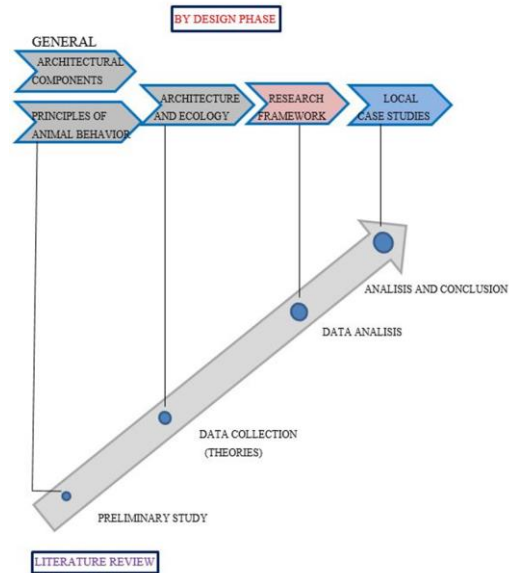 BY DESIGN PHASE
GENERAL
ARCHITECTURAL
COMPONENTS
PRINCIPLES OF
ANIMAL BEHAVIOR
ARCHITECTURE
AND ECOLOGY
RESEARCH
FRAMEWORK
LOCAL
CASE STUDIES
ANALISIS AND CONCLUSION
DATA ANALISIS
DATA COLLECTION
(THEORIES)
PRELIMINARY STUDY
LITERATURE REVIEW